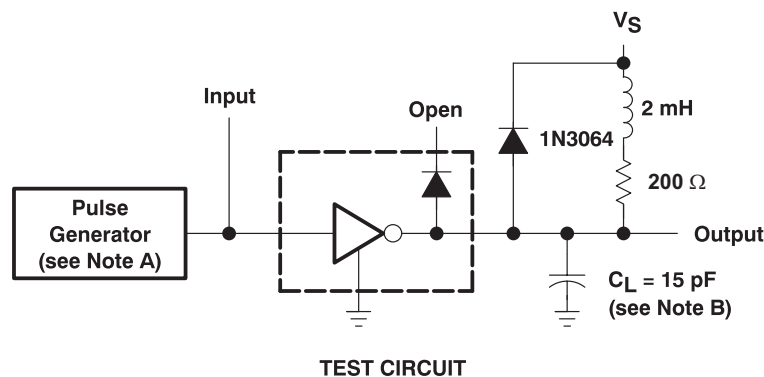 VS
Input
Open
2 mH
1N3064
200 Ω
Pulse
Generator
(see Note A)
Output
CL = 15 pF
(see Note B)
TEST CIRCUIT